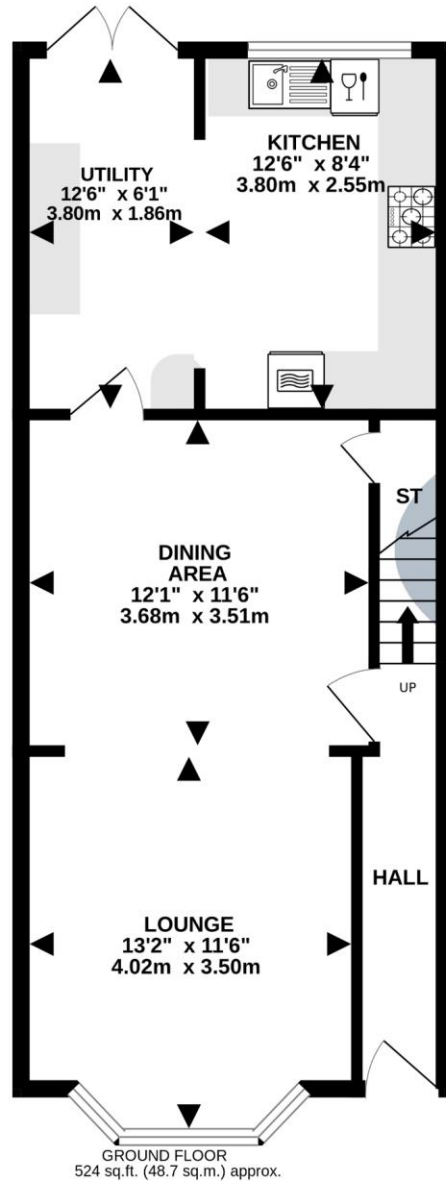 UTILITY
12'6" x 6'1"
3.80m x 1.86m
KITCHEN
12'6" x 8'4"
3.80m x 2.55m
ST
DINING
AREA
12'1" x 11'6"
3.68m x 3.51m
UP
HALL
LOUNGE
13'2" x 11'6"
4.02m x 3.50m
GROUND FLOOR
524 sq.ft. (48.7 sq.m.) approx.